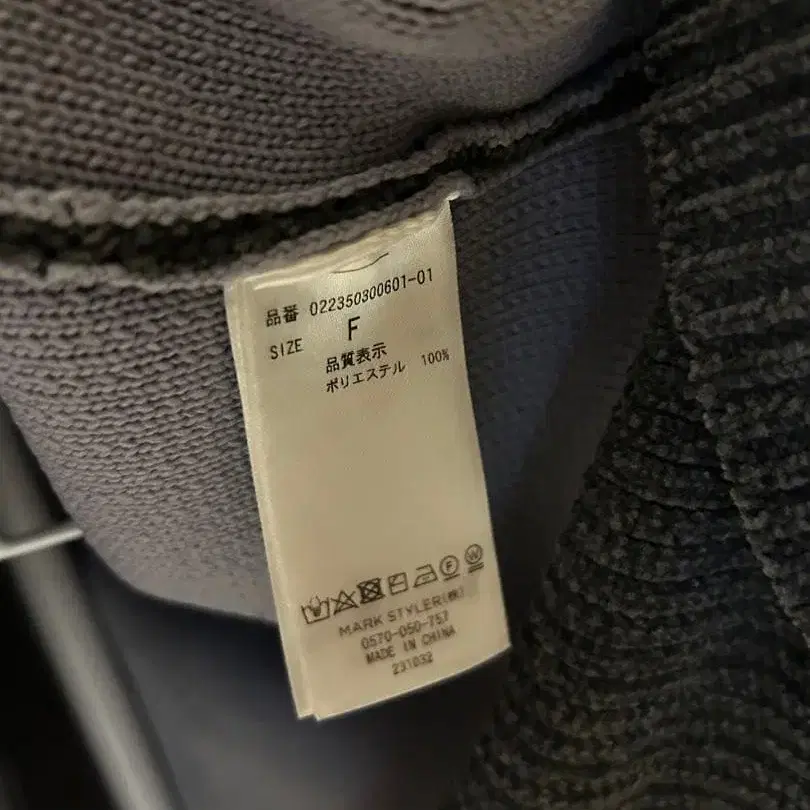 品番 022350300601-01
SIZE F
品質表示
ポリエステル 100%
F W
MARK STYLER(株)
0570-050-757
MADE IN CHINA
231032